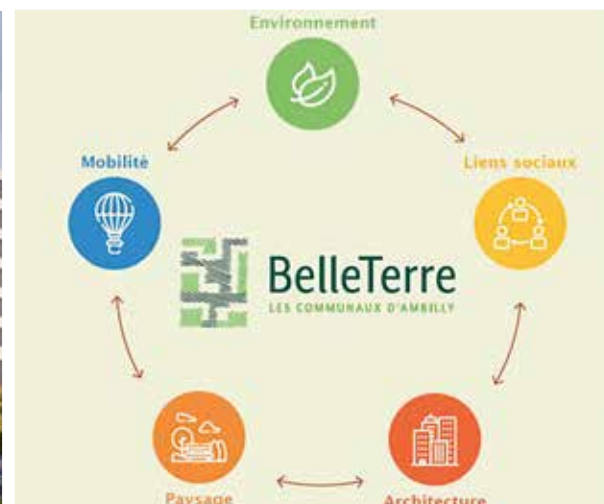 Environnement
Mobilité
Liens sociaux
BelleTerre
LES COMMUNAUX D'AMBILLY
Paysage
Architecture